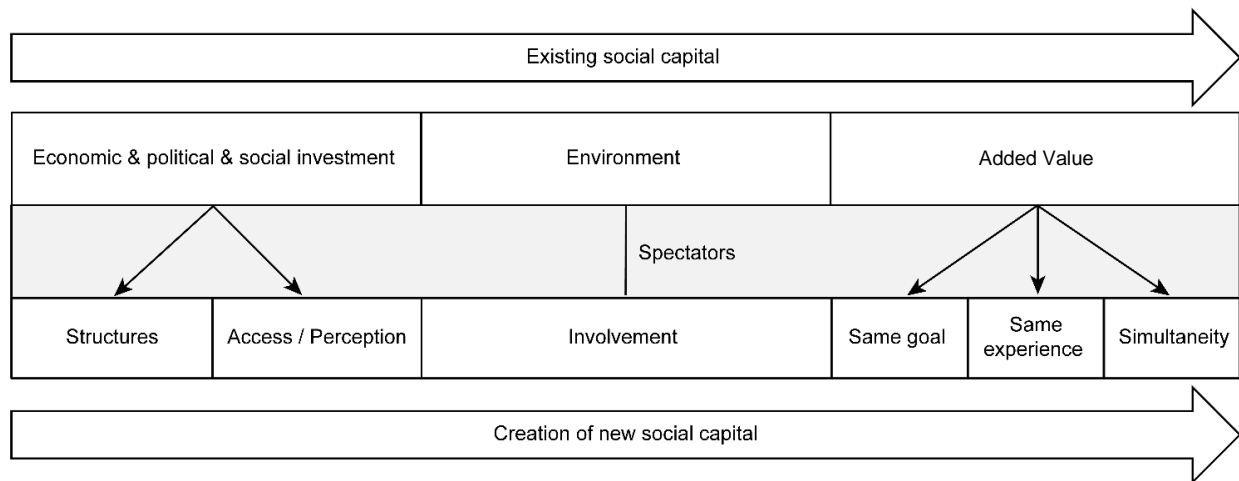 Existing social capital
Economic & political & social investment
Environment
Added Value
Spectators
Structures
Access / Perception
Involvement
Same goal
Same
experience
Simultaneity
Creation of new social capital